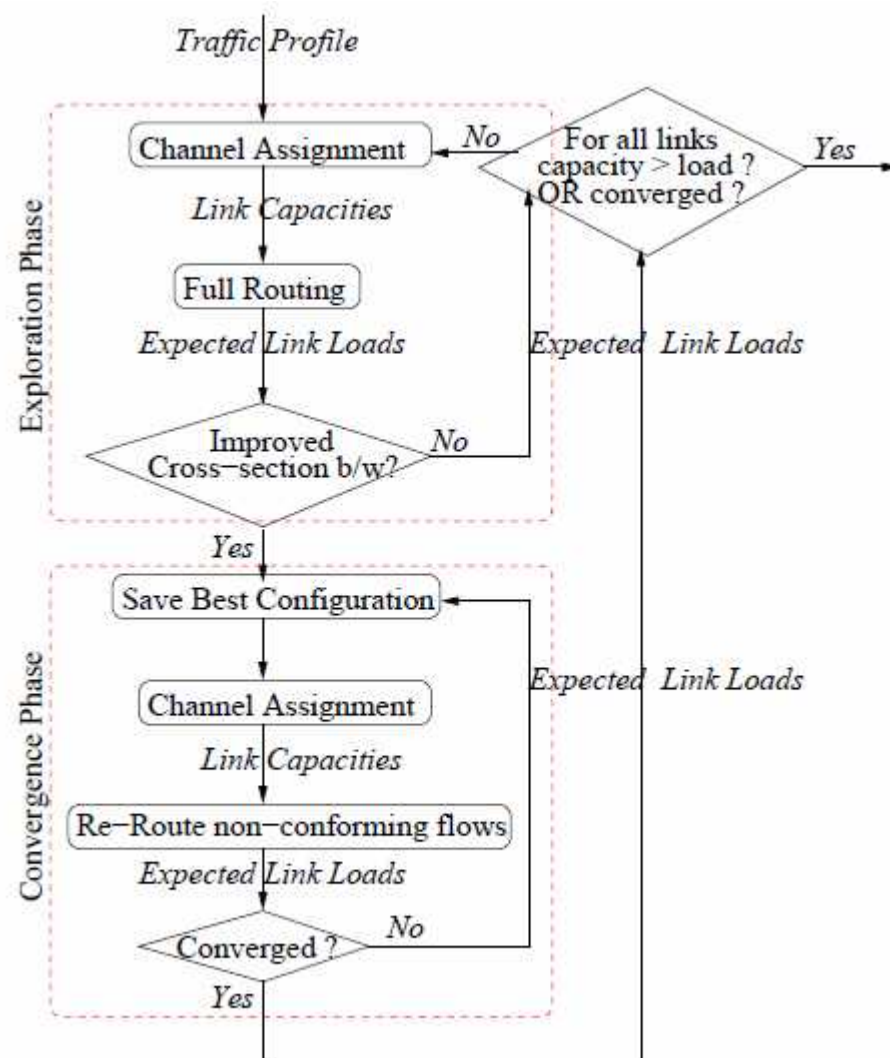 Traffic Profile
Exploration Phase
Channel Assignment
No
For all links
capacity > load ?
OR converged ?
Yes
Link Capacities
Full Routing
Expected Link Loads
Expected Link Loads
Improved
Cross−section b/w?
No
Yes
Convergence Phase
Save Best Configuration
Expected Link Loads
Channel Assignment
Link Capacities
Re−Route non−conforming flows
Expected Link Loads
Converged ?
No
Yes